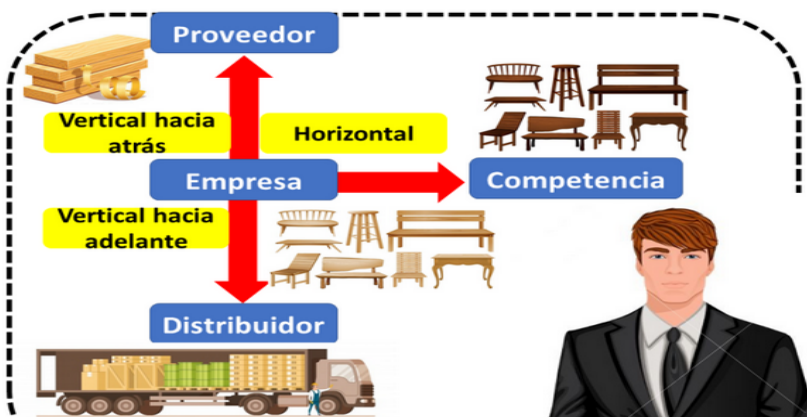 Proveedor
Vertical hacia
atrás
Horizontal
Empresa
Competencia
Vertical hacia
adelante
Distribuidor